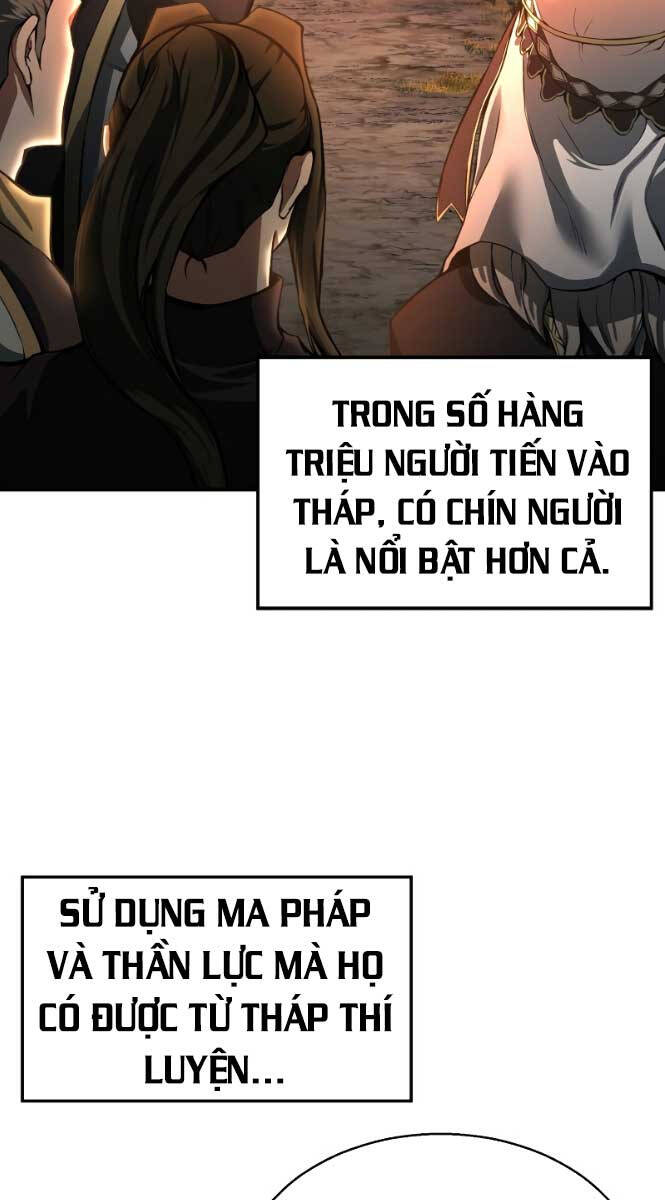 TRONG SỐ HÀNG
TRIỆU NGƯỜI TIẾN VÀO
THÁP, CÓ CHÍN NGƯỜI
LÀ NỔI BẬT HƠN CẢ.
SỬ DỤNG MA PHÁP
VÀ THẦN LỰC MÀ HỌ
CÓ ĐƯỢC TỪ THÁP THÍ
LUYỆN...